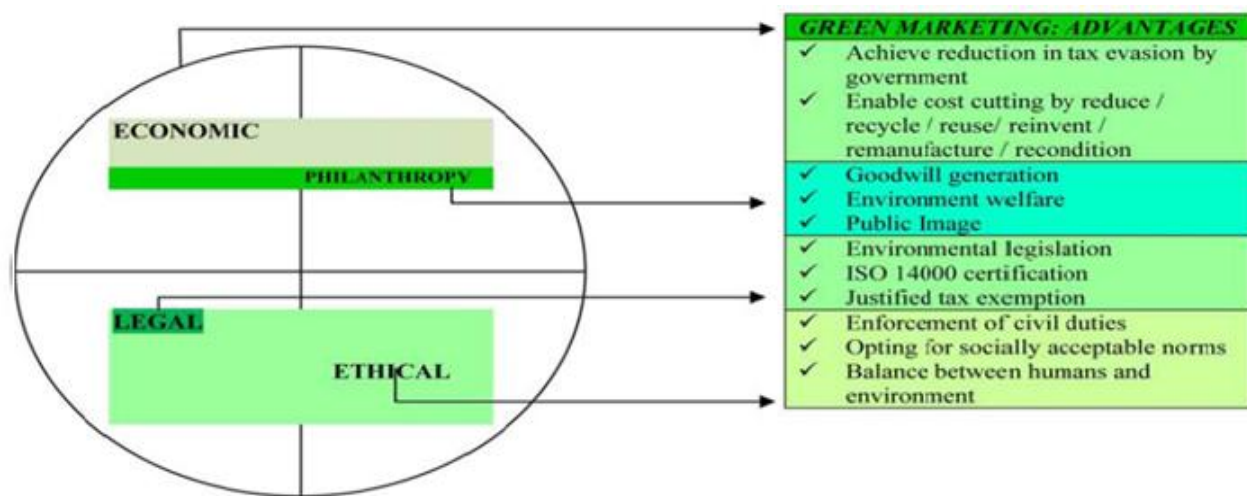 ECONOMIC
PHILANTHROPY
LEGAL
ETHICAL
GREEN MARKETING: ADVANTAGES
✓ Achieve reduction in tax evasion by
government
✓ Enable cost cutting by reduce /
recycle / reuse/ reinvent /
remanufacture / recondition
✓ Goodwill generation
✓ Environment welfare
✓ Public Image
✓ Environmental legislation
✓ ISO 14000 certification
✓ Justified tax exemption
✓ Enforcement of civil duties
✓ Opting for socially acceptable norms
✓ Balance between humans and
environment